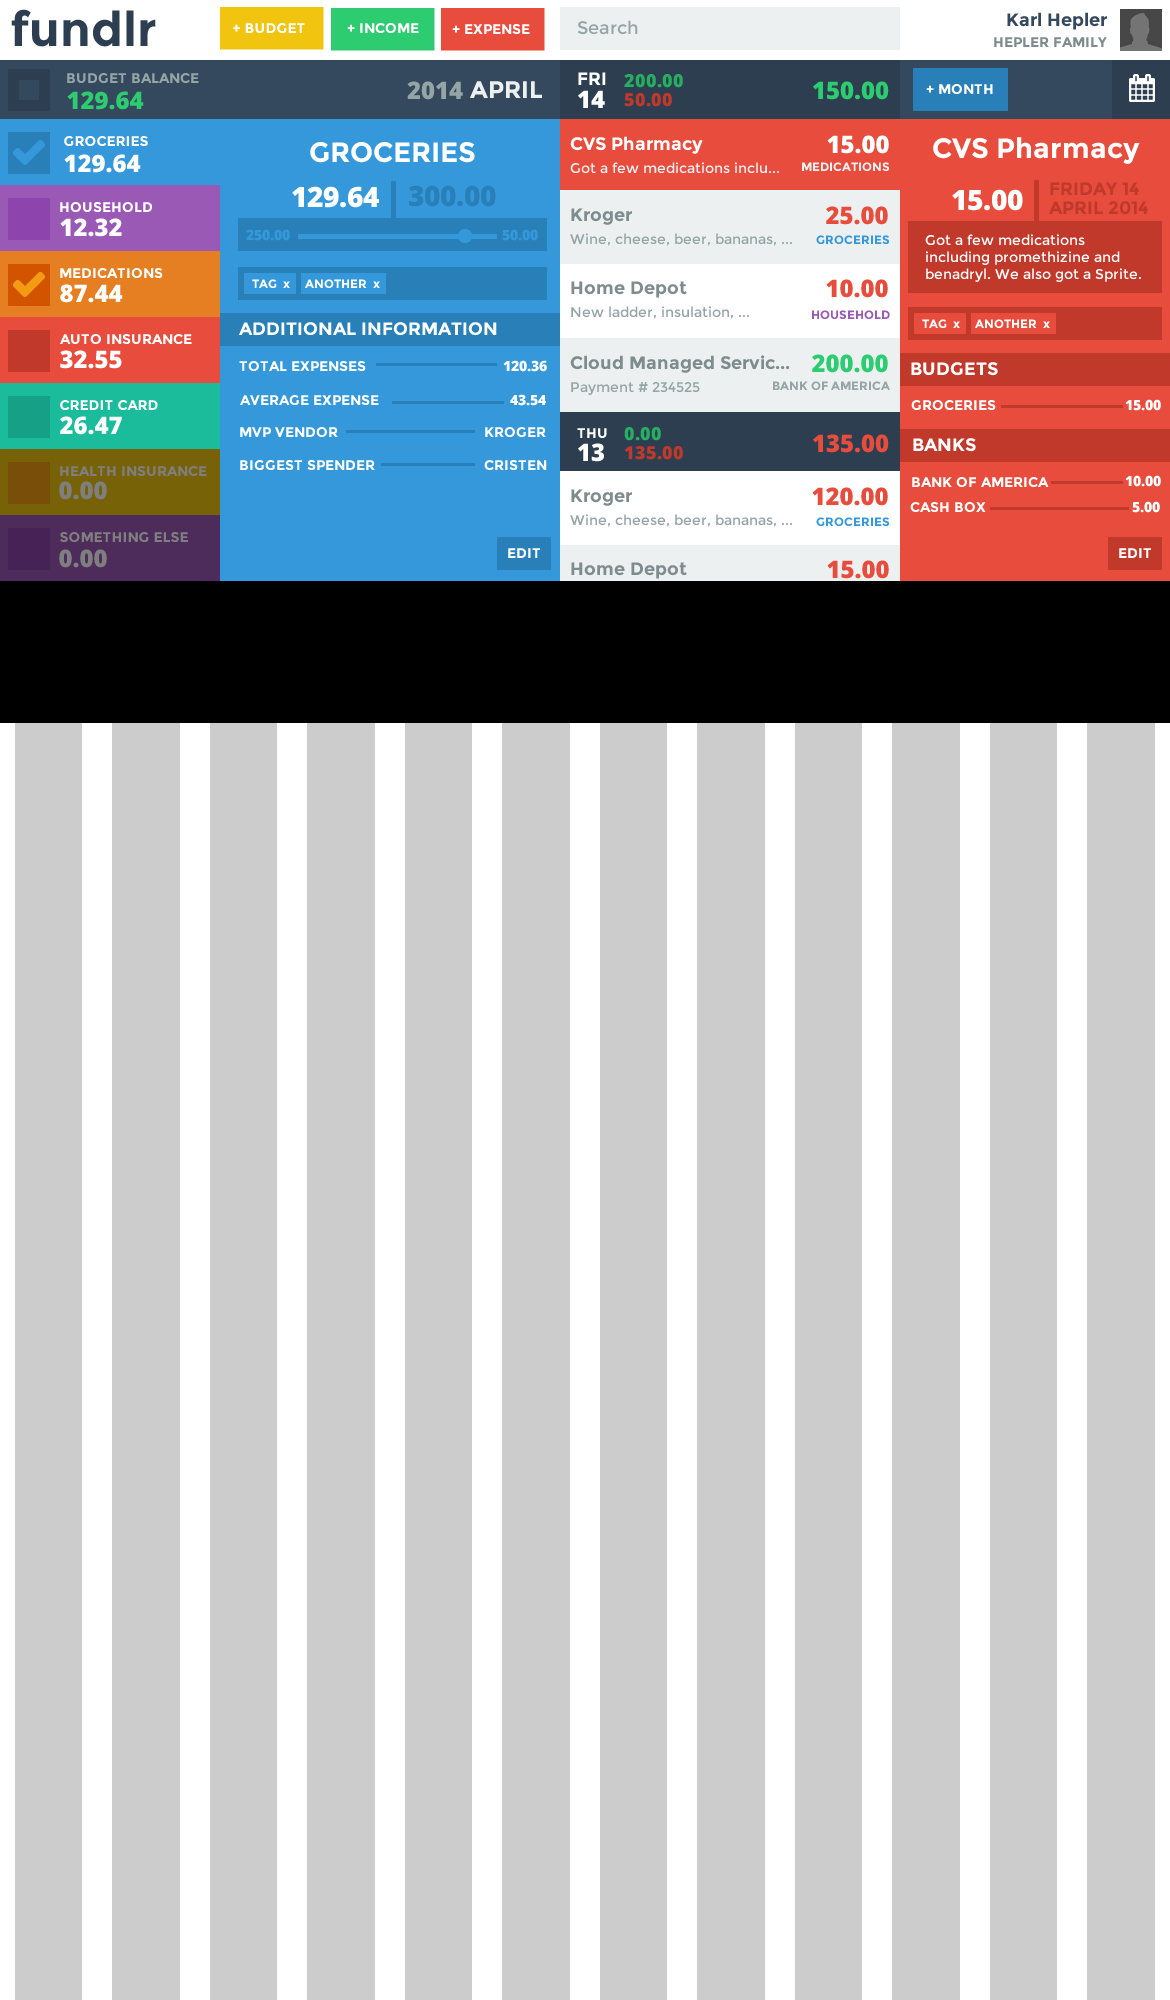 fundlr
+ BUDGET
+ INCOME
+ EXPENSE
Search
Karl Hepler
HEPLER FAMILY
BUDGET BALANCE
129.64
2014 APRIL
FRI
14
200.00
50.00
150.00
+ MONTH
GROCERIES
129.64
HOUSEHOLD
12.32
MEDICATIONS
87.44
AUTO INSURANCE
32.55
CREDIT CARD
26.47
HEALTH INSURANCE
0.00
SOMETHING ELSE
0.00
GROCERIES
129.64
300.00
250.00
50.00
TAG x
ANOTHER x
ADDITIONAL INFORMATION
TOTAL EXPENSES 120.36
AVERAGE EXPENSE 43.54
MVP VENDOR KROGER
BIGGEST SPENDER CRISTEN
EDIT
CVS Pharmacy 15.00
Got a few medications inclu... MEDICATIONS
Kroger 25.00
Wine, cheese, beer, bananas, ... GROCERIES
Home Depot 10.00
New ladder, insulation, ... HOUSEHOLD
Cloud Managed Servic... 200.00
Payment # 234525 BANK OF AMERICA
THU
13
0.00
135.00
135.00
Kroger 120.00
Wine, cheese, beer, bananas, ... GROCERIES
Home Depot 15.00
CVS Pharmacy
15.00
FRIDAY 14
APRIL 2014
Got a few medications
including promethizine and
benadryl. We also got a Sprite.
TAG x
ANOTHER x
BUDGETS
GROCERIES 15.00
BANKS
BANK OF AMERICA 10.00
CASH BOX 5.00
EDIT